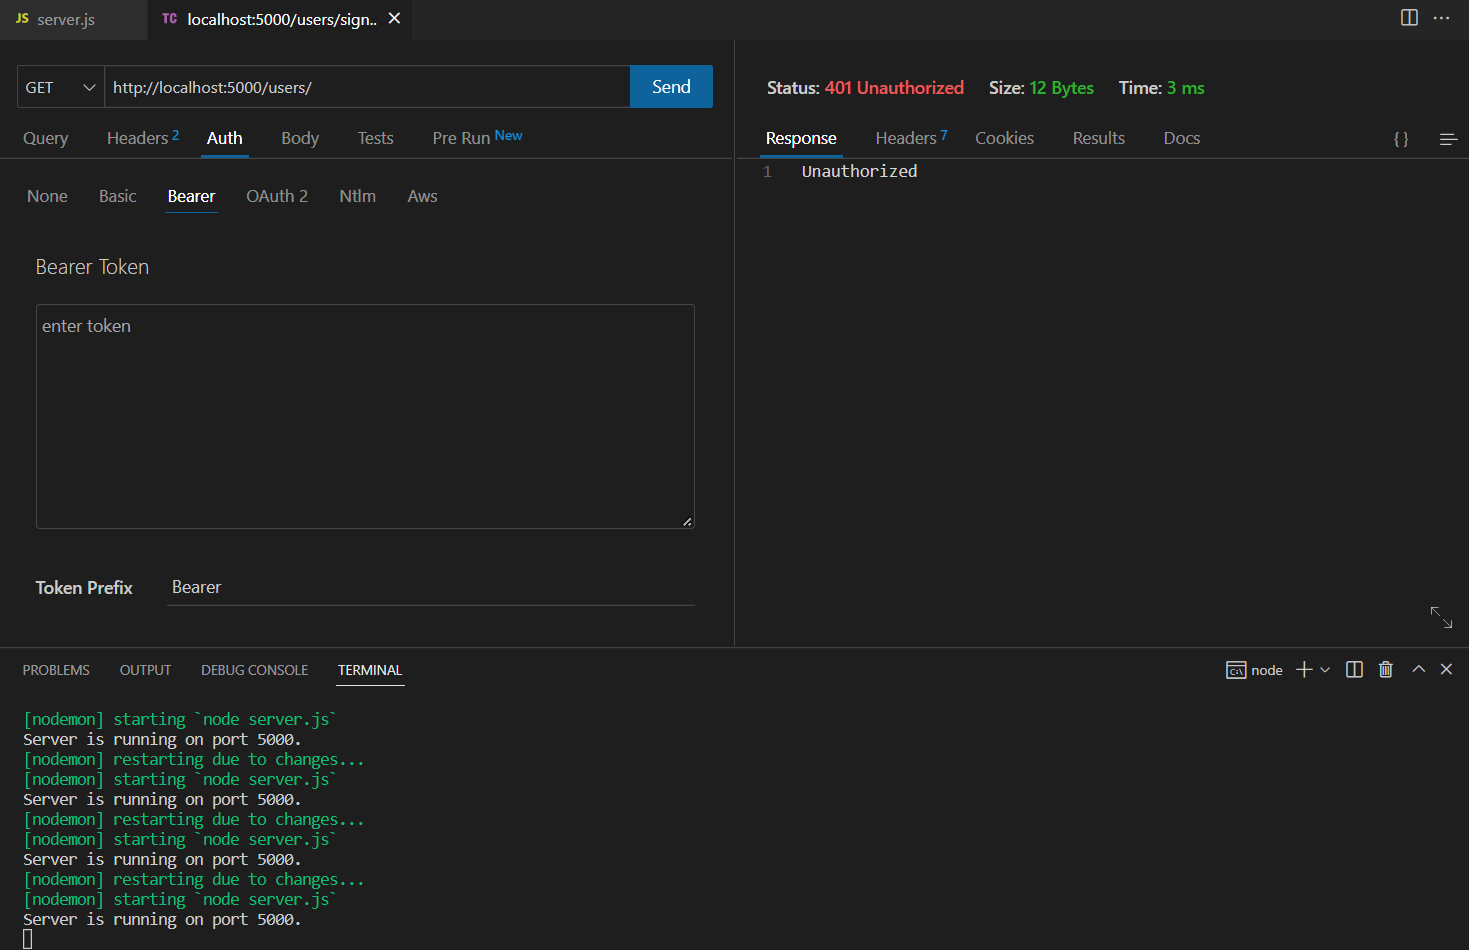 JS server.js TC localhost:5000/users/sign..
GET http://localhost:5000/users/ Send
Query Headers 2 Auth Body Tests Pre Run New
None Basic Bearer OAuth 2 Ntlm Aws
Bearer Token
enter token
Token Prefix Bearer
Status: 401 Unauthorized Size: 12 Bytes Time: 3 ms
Response Headers 7 Cookies Results Docs { }
1 Unauthorized
PROBLEMS OUTPUT DEBUG CONSOLE TERMINAL node
[nodemon] starting `node server.js`
Server is running on port 5000.
[nodemon] restarting due to changes...
[nodemon] starting `node server.js`
Server is running on port 5000.
[nodemon] restarting due to changes...
[nodemon] starting `node server.js`
Server is running on port 5000.
[nodemon] restarting due to changes...
[nodemon] starting `node server.js`
Server is running on port 5000.